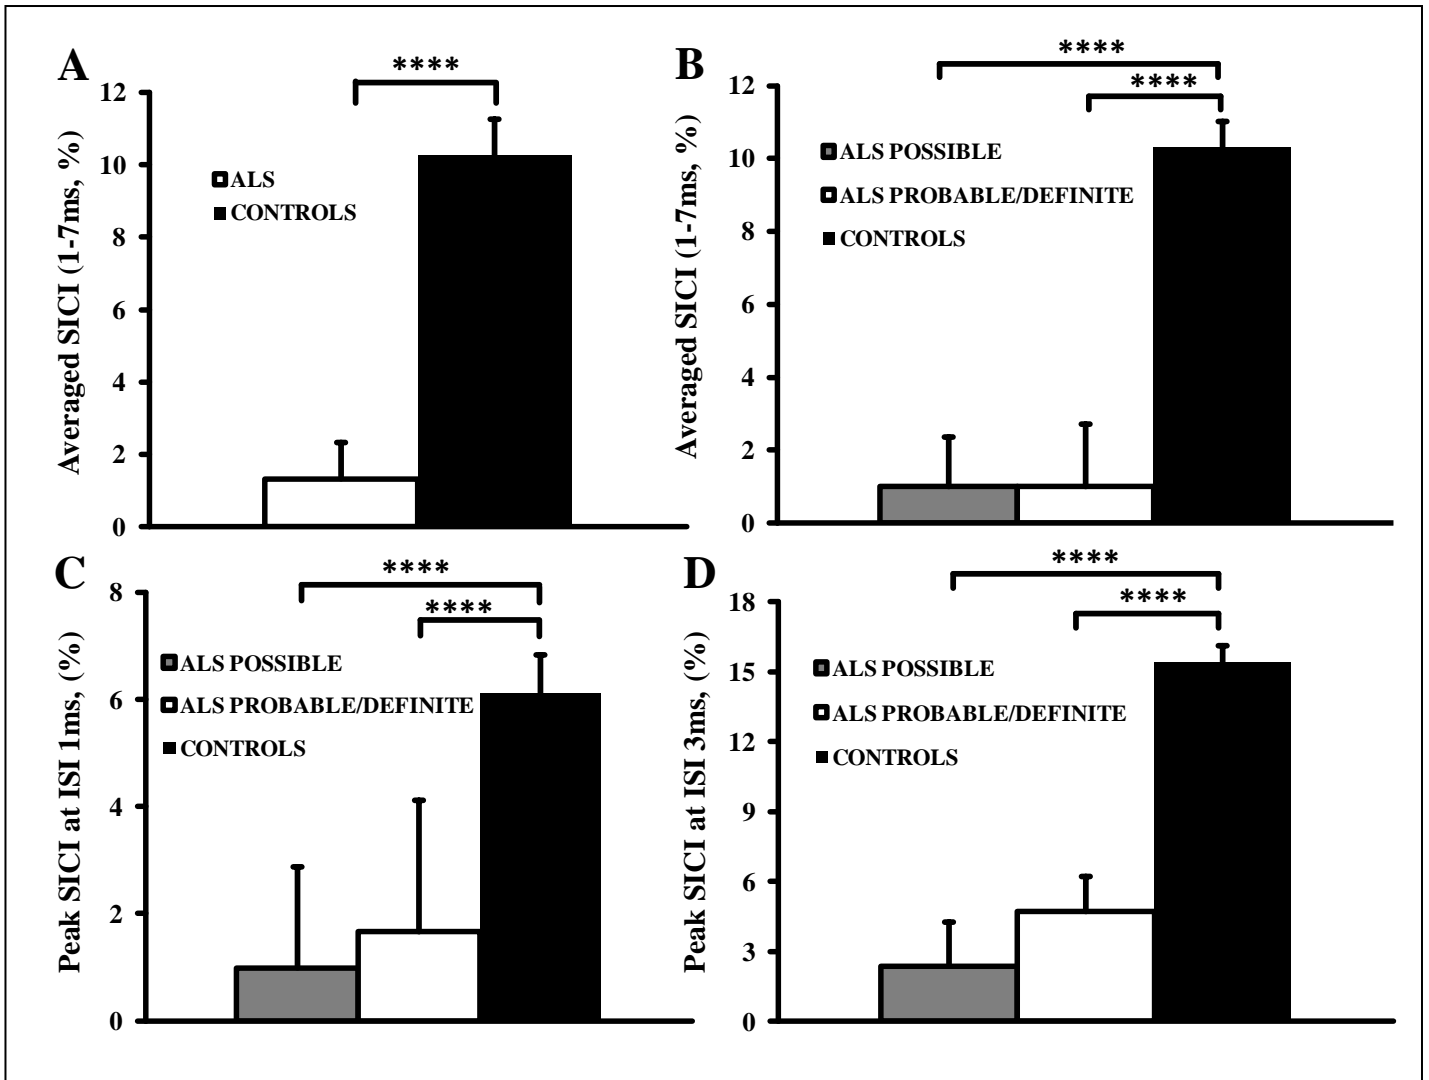 A
****
12
10
8
6
4
2
0
Averaged SICI (1-7ms, %)
ALS
CONTROLS
B
****
****
12
10
8
6
4
2
0
Averaged SICI (1-7ms, %)
ALS POSSIBLE
ALS PROBABLE/DEFINITE
CONTROLS
C
****
****
8
6
4
2
0
Peak SICI at ISI 1ms, (%)
ALS POSSIBLE
ALS PROBABLE/DEFINITE
CONTROLS
D
****
****
18
15
12
9
6
3
0
Peak SICI at ISI 3ms, (%)
ALS POSSIBLE
ALS PROBABLE/DEFINITE
CONTROLS